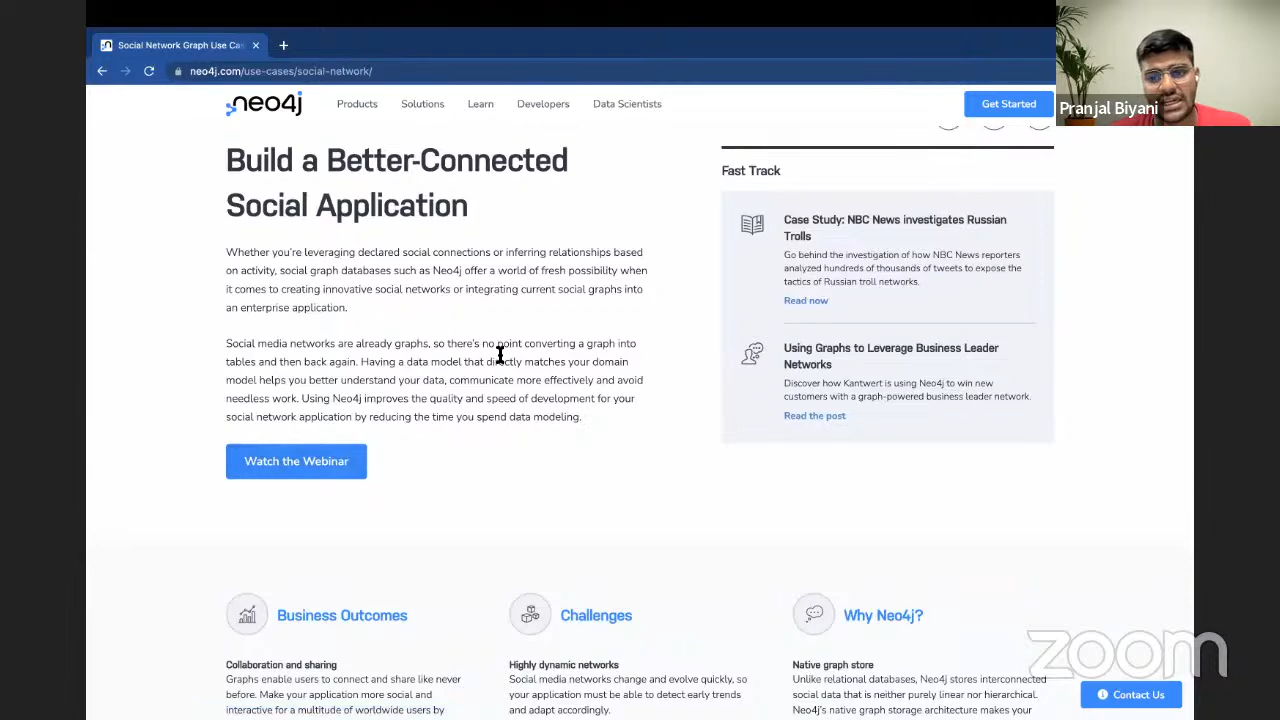 Social Network Graph Use Cas
neo4j.com/use-cases/social-network/
neo4j
Products
Solutions
Learn
Developers
Data Scientists
Get Started
Pranjal Biyani
Build a Better-Connected
Social Application
Whether you're leveraging declared social connections or inferring relationships based
on activity, social graph databases such as Neo4j offer a world of fresh possibility when
it comes to creating innovative social networks or integrating current social graphs into
an enterprise application.
Social media networks are already graphs, so there's no point converting a graph into
tables and then back again. Having a data model that directly matches your domain
model helps you better understand your data, communicate more effectively and avoid
needless work. Using Neo4j improves the quality and speed of development for your
social network application by reducing the time you spend data modeling.
Watch the Webinar
Fast Track
Case Study: NBC News investigates Russian
Trolls
Go behind the investigation of how NBC News reporters
analyzed hundreds of thousands of tweets to expose the
tactics of Russian troll networks.
Read now
Using Graphs to Leverage Business Leader
Networks
Discover how Kantwert is using Neo4j to win new
customers with a graph-powered business leader network.
Read the post
Business Outcomes
Collaboration and sharing
Graphs enable users to connect and share like never
before. Make your application more social and
interactive for a multitude of worldwide users by
Challenges
Highly dynamic networks
Social media networks change and evolve quickly, so
your application must be able to detect early trends
and adapt accordingly.
Why Neo4j?
Native graph store
Unlike relational databases, Neo4j stores interconnected
social data that is neither purely linear nor hierarchical.
Neo4j's native graph storage architecture makes your
zoom
Contact Us